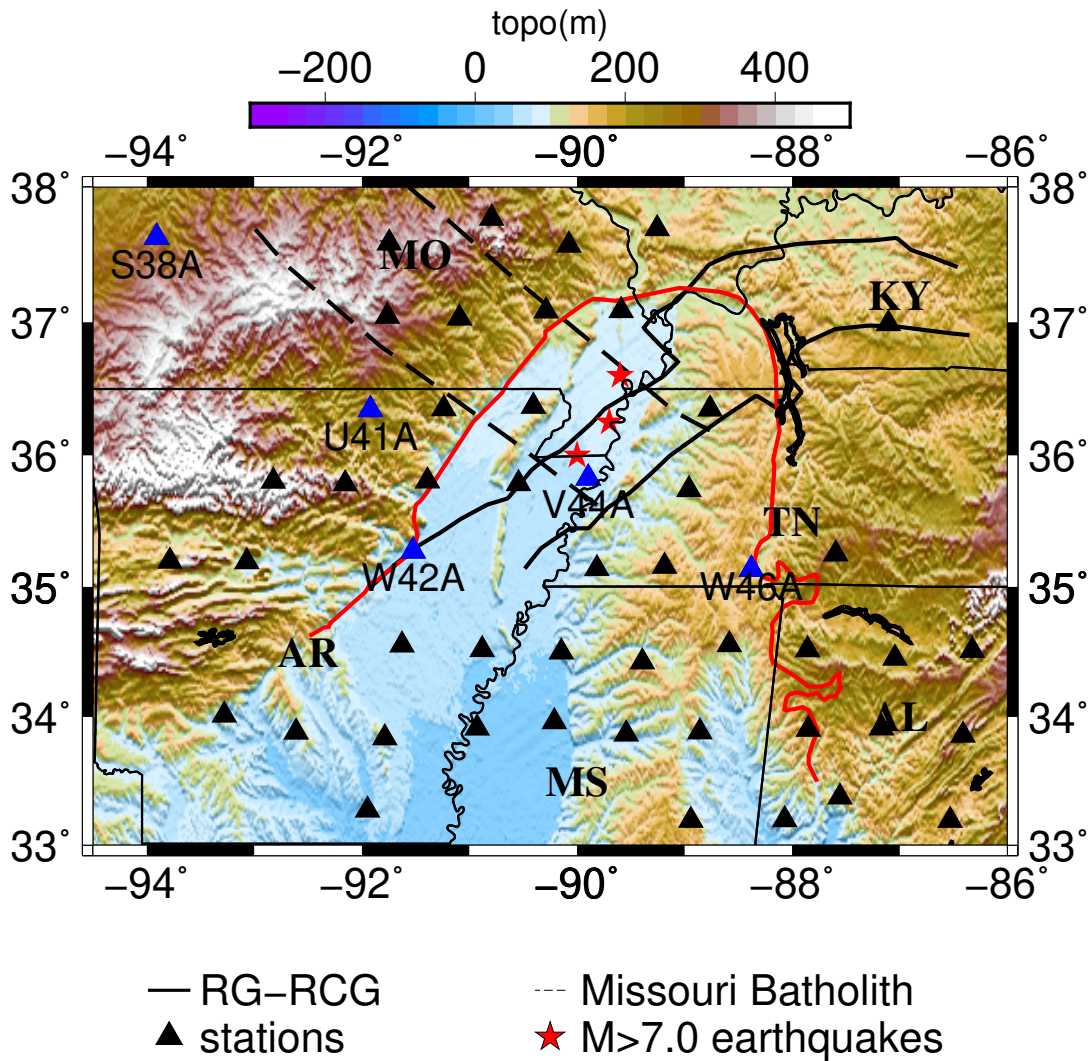 topo(m)
−200 0 200 400
−94˚ −92˚ −90˚ −88˚ −86˚
38˚ 38˚
MO
S38A
KY
37˚ 37˚
U41A
36˚ 36˚
V44A
TN
W42A W46A
35˚ 35˚
AR
34˚ AL 34˚
MS
33˚ 33˚
−94˚ −92˚ −90˚ −88˚ −86˚
RG−RCG Missouri Batholith
stations M>7.0 earthquakes